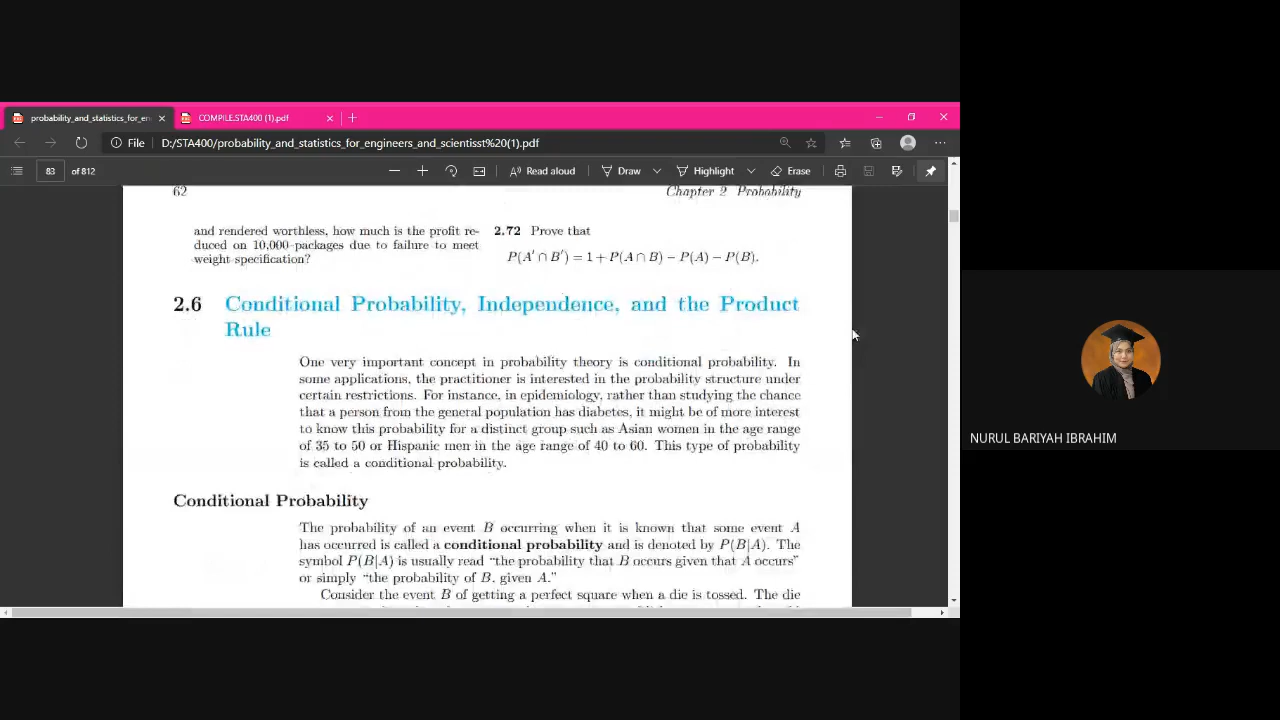 probability_and_statistics_for_en
COMPILE.STA400 (1).pdf
File
D:/STA400/probability_and_statistics_for_engineers_and_scientisst%20(1).pdf
83 of 812
Read aloud
Draw
Highlight
Erase
62
Chapter 2 Probability
and rendered worthless, how much is the profit re-
duced on 10,000 packages due to failure to meet
weight specification?
2.72 Prove that
P(A′ ∩ B′) = 1 + P(A ∩ B) − P(A) − P(B).
2.6 Conditional Probability, Independence, and the Product
Rule
One very important concept in probability theory is conditional probability. In
some applications, the practitioner is interested in the probability structure under
certain restrictions. For instance, in epidemiology, rather than studying the chance
that a person from the general population has diabetes, it might be of more interest
to know this probability for a distinct group such as Asian women in the age range
of 35 to 50 or Hispanic men in the age range of 40 to 60. This type of probability
is called a conditional probability.
Conditional Probability
The probability of an event B occurring when it is known that some event A
has occurred is called a conditional probability and is denoted by P(B|A). The
symbol P(B|A) is usually read “the probability that B occurs given that A occurs”
or simply “the probability of B, given A.”
Consider the event B of getting a perfect square when a die is tossed. The die
NURUL BARIYAH IBRAHIM